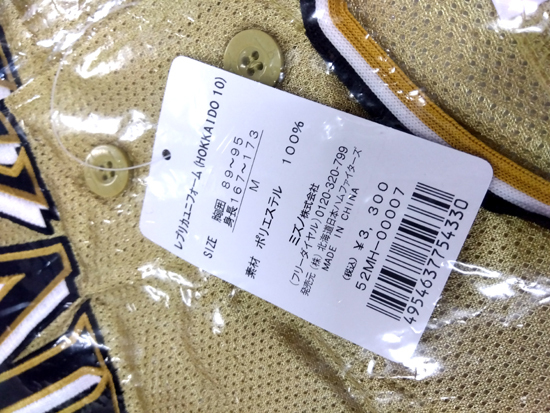 レプリカユニフォーム (HOKKAIDO 10)
SIZE 胸囲 89～95
身長 167～173
M
素材 ポリエステル 100%
ミズノ株式会社
(フリーダイヤル) 0120-320-799
発売元 (株) 北海道日本ハムファイターズ
MADE IN CHINA
(税込) ¥3,300
52MH-00007
4954637754330